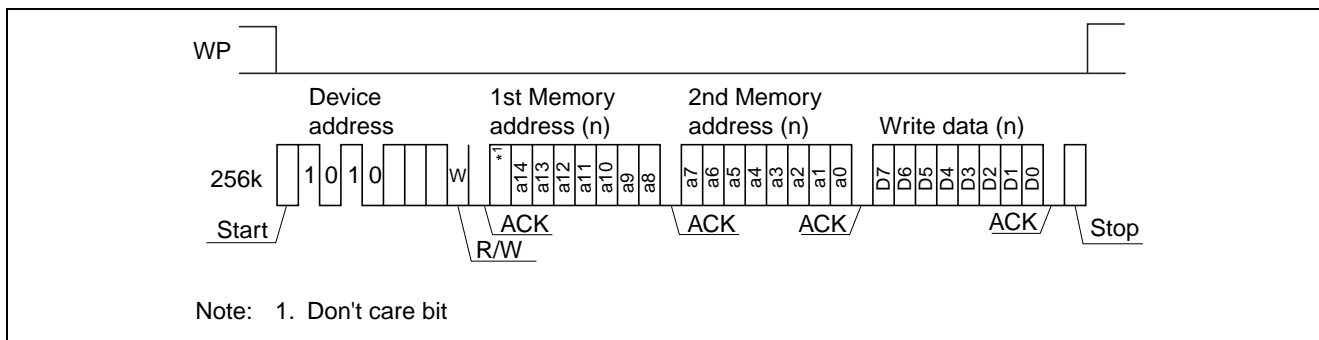 WP
Device address
1st Memory address (n)
2nd Memory address (n)
Write data (n)
256k
1 0 1 0
W
*1 a14 a13 a12 a11 a10 a9 a8
a7 a6 a5 a4 a3 a2 a1 a0
D7 D6 D5 D4 D3 D2 D1 D0
Start
R/W
ACK
ACK
ACK
ACK
Stop
Note: 1. Don't care bit